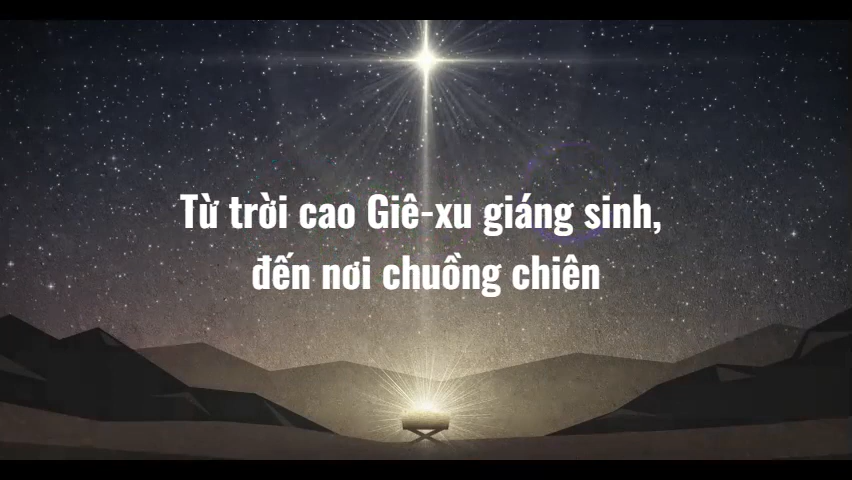 Từ trời cao Giê-xu giáng sinh,
đến nơi chuồng chiên